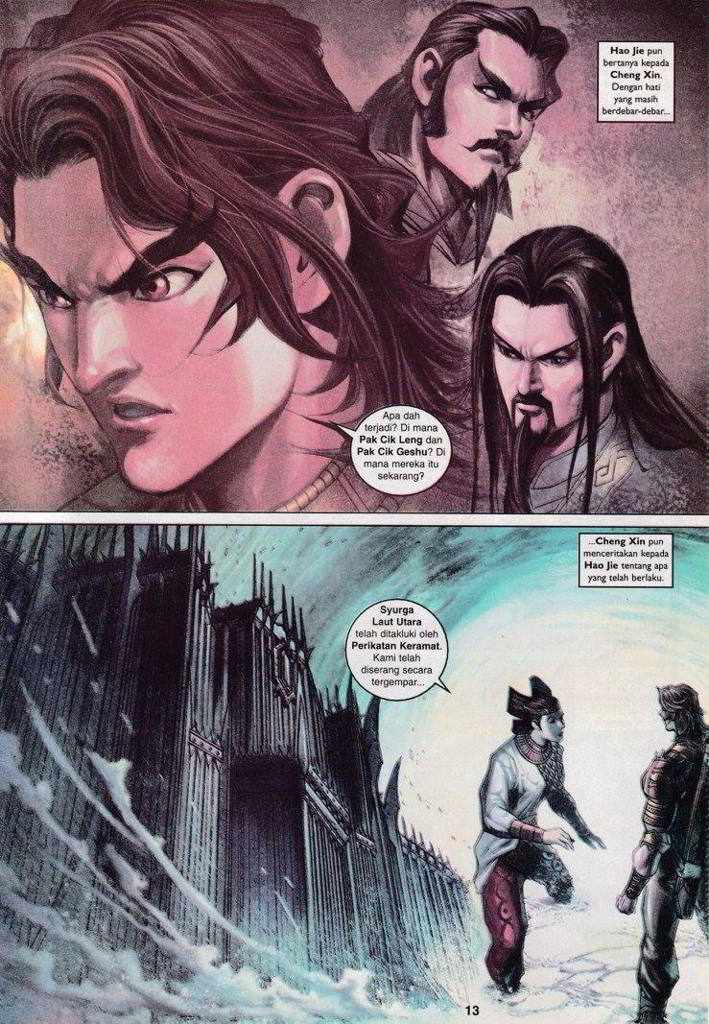 Hao Jie pun
bertanya kepada
Cheng Xin.
Dengan hati
yang masih
berdebar-debar...
Apa dah
terjadi? Di mana
Pak Cik Leng dan
Pak Cik Geshu? Di
mana mereka itu
sekarang?
...Cheng Xin pun
menceritakan kepada
Hao Jie tentang apa
yang telah berlaku.
Syurga
Laut Utara
telah ditakluki oleh
Perikatan Keramat.
Kami telah
diserang secara
tergempar...
13